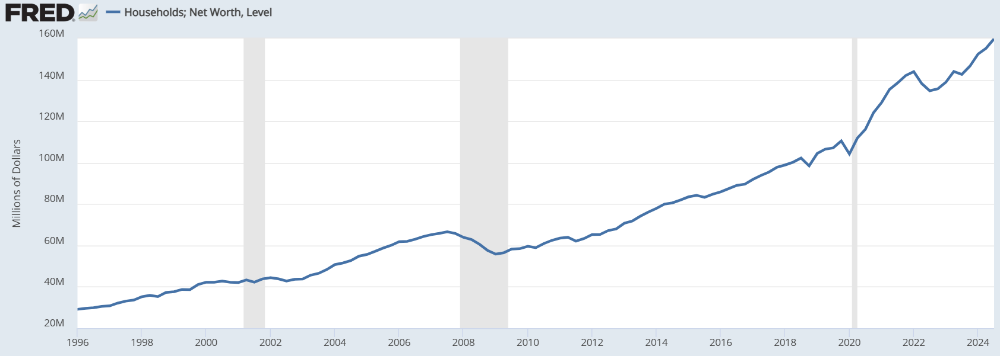 FRED
Households; Net Worth, Level
160M
140M
120M
100M
80M
60M
40M
20M
Millions of Dollars
1996 1998 2000 2002 2004 2006 2008 2010 2012 2014 2016 2018 2020 2022 2024